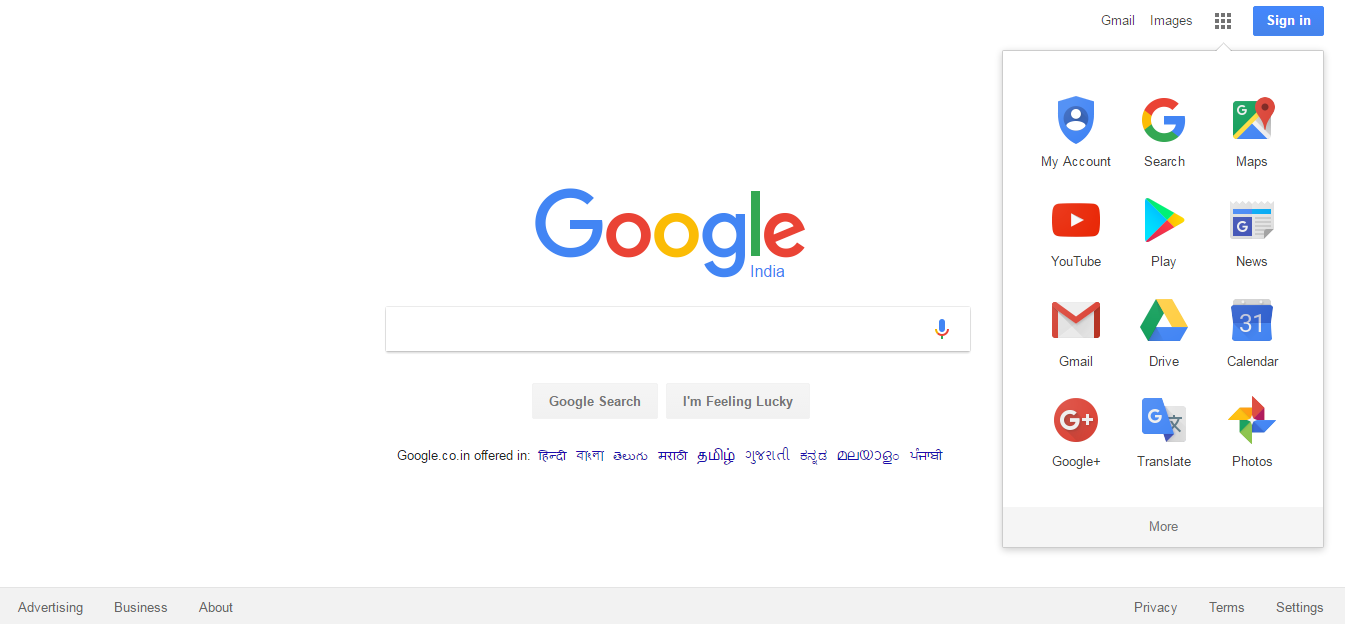 Gmail Images Sign in
My Account Search Maps
G
YouTube Play News
G
Google
India
Gmail Drive Calendar
31
Google Search I'm Feeling Lucky
G+ G 文
Google.co.in offered in: हिन्दी বাংলা తెలుగు मराठी தமிழ் ગુજરાતી ಕನ್ನಡ മലയാളം ਪੰਜਾਬੀ
Google+ Translate Photos
More
Advertising Business About Privacy Terms Settings